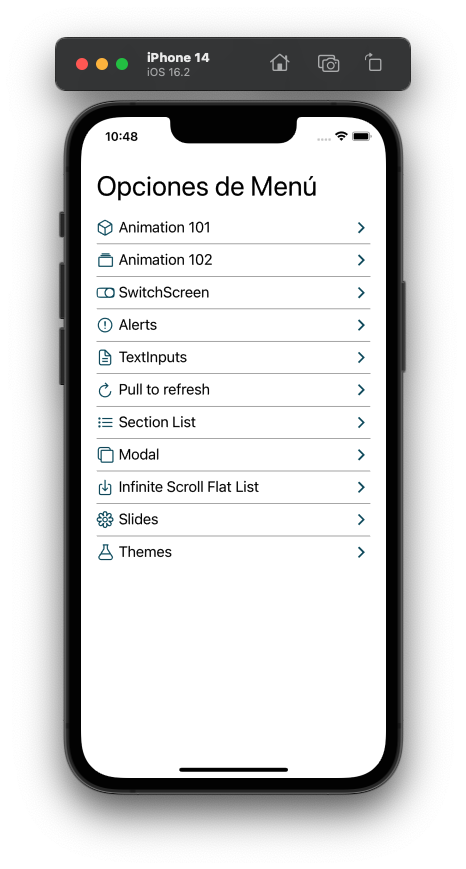 iPhone 14
iOS 16.2
10:48
Opciones de Menú
Animation 101
Animation 102
SwitchScreen
Alerts
TextInputs
Pull to refresh
Section List
Modal
Infinite Scroll Flat List
Slides
Themes